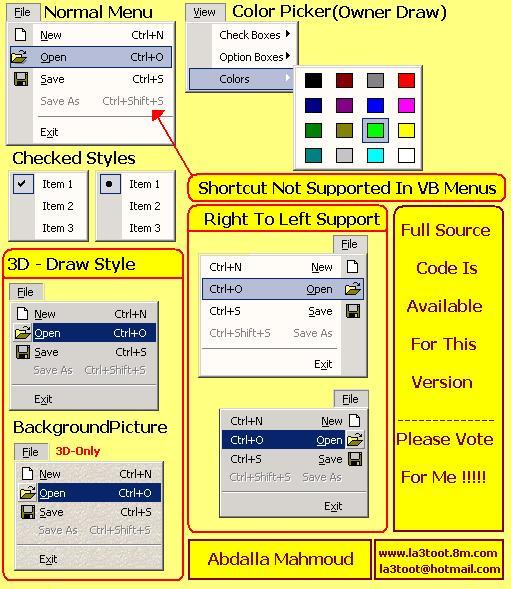 File Normal Menu
New Ctrl+N
Open Ctrl+O
Save Ctrl+S
Save As Ctrl+Shift+S
Exit
View Color Picker(Owner Draw)
Check Boxes
Option Boxes
Colors
Checked Styles
Item 1
Item 2
Item 3
Item 1
Item 2
Item 3
Shortcut Not Supported In VB Menus
3D - Draw Style
File
New Ctrl+N
Open Ctrl+O
Save Ctrl+S
Save As Ctrl+Shift+S
Exit
BackgroundPicture
File 3D-Only
New Ctrl+N
Open Ctrl+O
Save Ctrl+S
Save As Ctrl+Shift+S
Exit
Right To Left Support
File
Ctrl+N New
Ctrl+O Open
Ctrl+S Save
Ctrl+Shift+S Save As
Exit
File
Ctrl+N New
Ctrl+O Open
Ctrl+S Save
Ctrl+Shift+S Save As
Exit
Full Source
Code Is
Available
For This
Version
Please Vote
For Me !!!!!
Abdalla Mahmoud
www.la3toot.8m.com
la3toot@hotmail.com